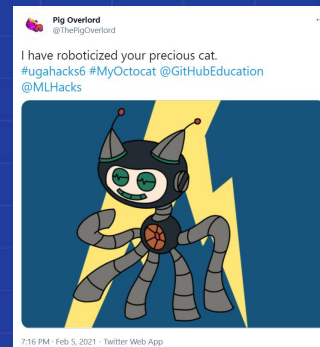 Pig Overlord
@ThePigOverlord
I have roboticized your precious cat.
#ugahacks6 #MyOctocat @GitHubEducation
@MLHacks
7:16 PM · Feb 5, 2021 · Twitter Web App